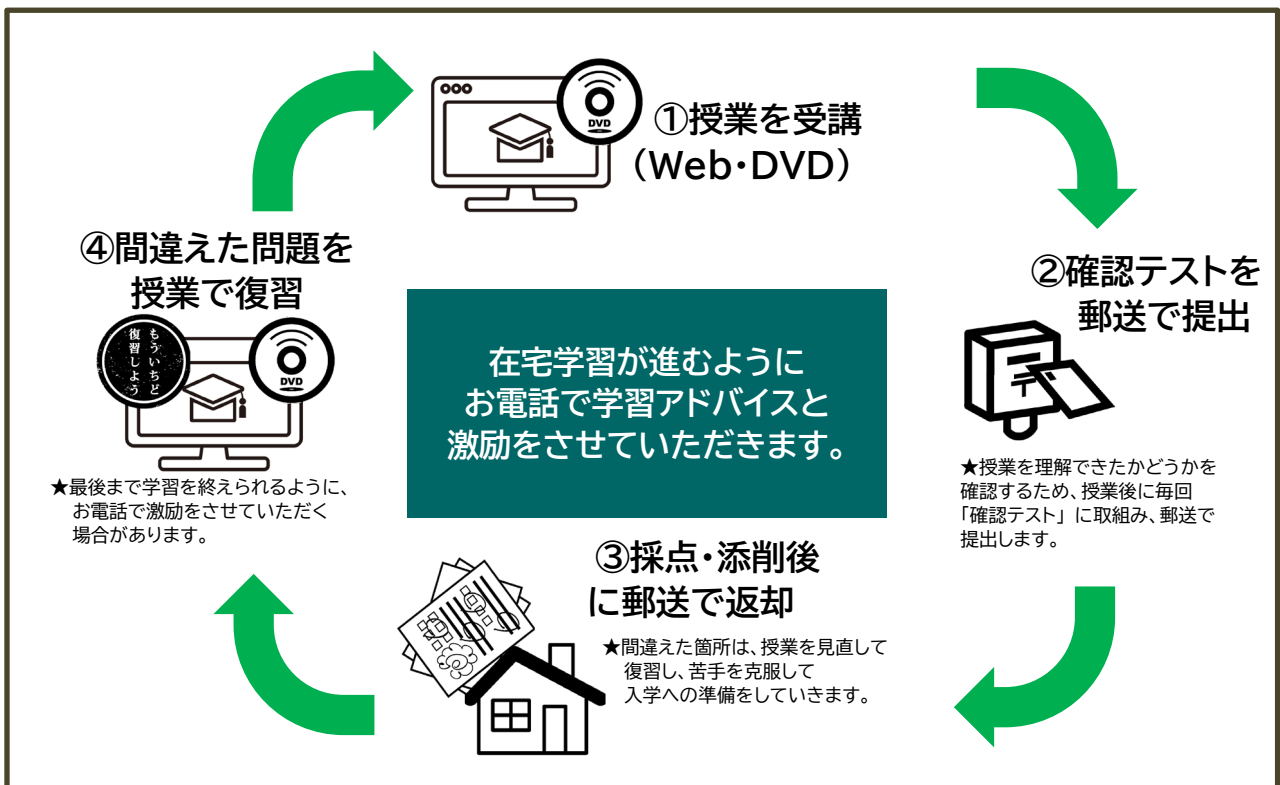 ①授業を受講
(Web・DVD)
DVD
②確認テストを
郵送で提出
★授業を理解できたかどうかを
確認するため、授業後に毎回
「確認テスト」に取組み、郵送で
提出します。
③採点・添削後
に郵送で返却
★間違えた箇所は、授業を見直して
復習し、苦手を克服して
入学への準備をしていきます。
④間違えた問題を
授業で復習
もういちど
復習しよう
DVD
★最後まで学習を終えられるように、
お電話で激励をさせていただく
場合があります。
在宅学習が進むように
お電話で学習アドバイスと
激励をさせていただきます。